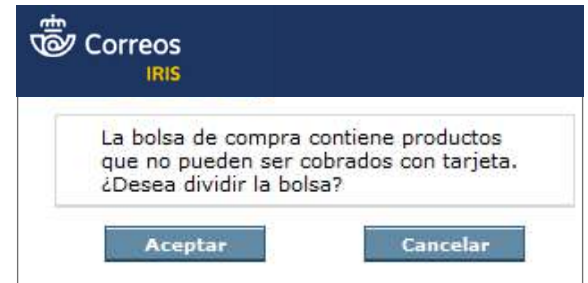 Correos
IRIS
La bolsa de compra contiene productos
que no pueden ser cobrados con tarjeta.
¿Desea dividir la bolsa?
Aceptar Cancelar